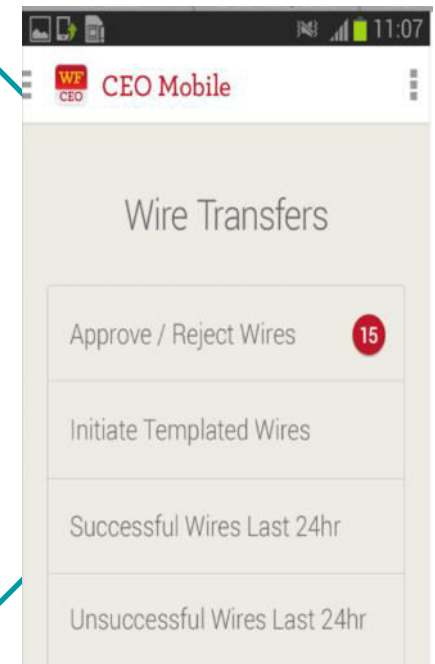 11:07
WF
CEO
CEO Mobile
Wire Transfers
Approve / Reject Wires 15
Initiate Templated Wires
Successful Wires Last 24hr
Unsuccessful Wires Last 24hr